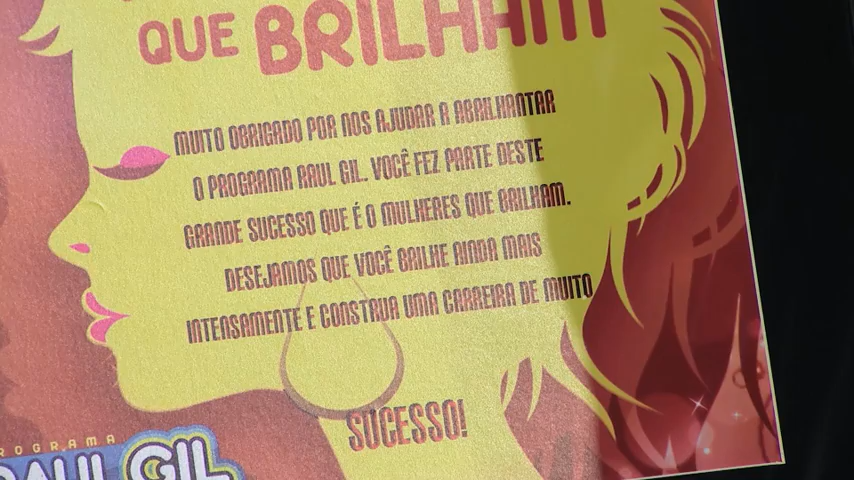 QUE BRILHAM
MUITO OBRIGADO POR NOS AJUDAR A ABRILHANTAR
O PROGRAMA RAUL GIL. VOCÊ FEZ PARTE DESTE
GRANDE SUCESSO QUE É O MULHERES QUE BRILHAM.
DESEJAMOS QUE VOCÊ BRILHE AINDA MAIS
INTENSAMENTE E CONSTRUA UMA CARREIRA DE MUITO
SUCESSO!
PROGRAMA
RAUL GIL